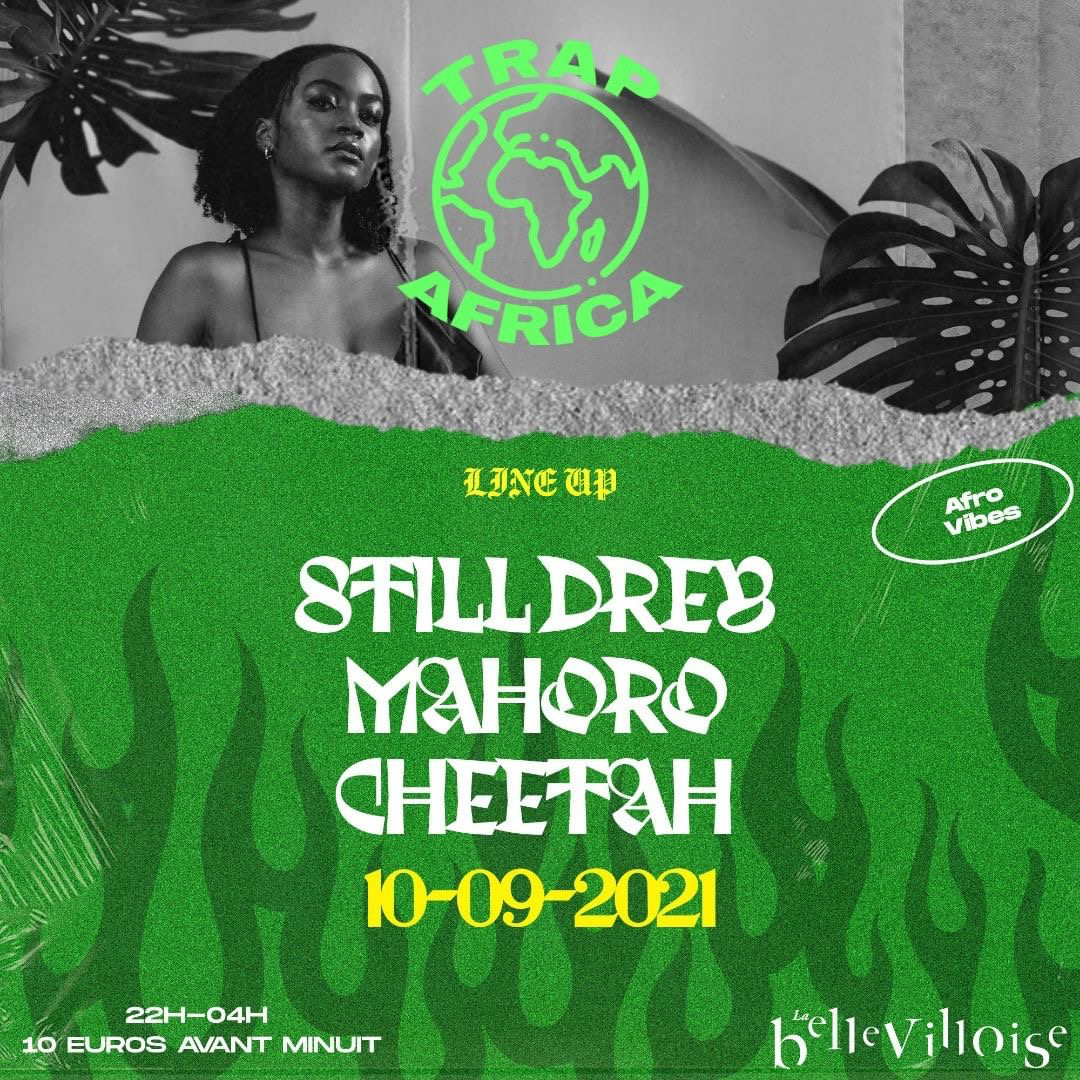 TRAP
AFRICA
LINE UP
Afro
Vibes
STILL DREY
MAHORO
CHEETAH
10-09-2021
22H-04H
10 EUROS AVANT MINUIT
La
belleVilloise